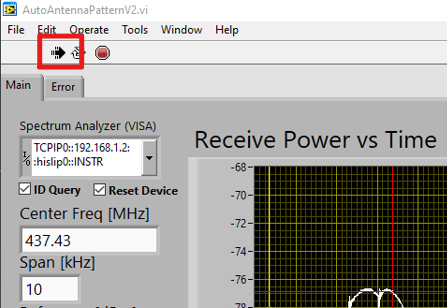 AutoAntennaPatternV2.vi
File Edit Operate Tools Window Help
Main Error
Spectrum Analyzer (VISA)
TCPIP0::192.168.1.2:
:hislip0::INSTR
ID Query Reset Device
Center Freq [MHz]
437.43
Span [kHz]
10
Receive Power vs Time
-68
-70
-72
-74
-76
-78